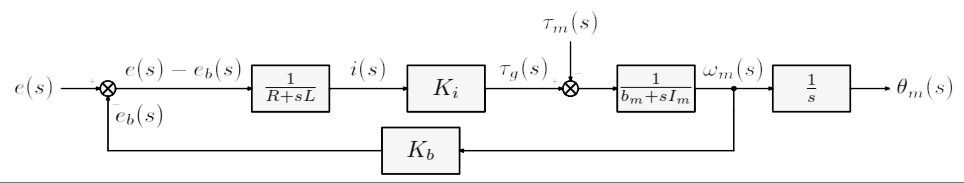 τ_m(s)
e(s) + e(s) − e_b(s) 1/(R+sL) i(s) K_i τ_g(s) + − 1/(b_m+sI_m) ω_m(s) 1/s θ_m(s)
− e_b(s)
K_b